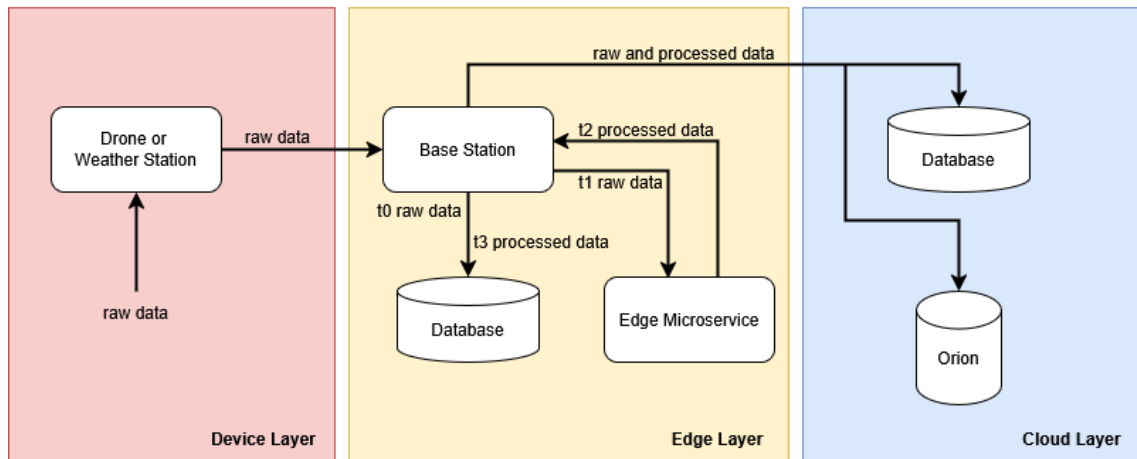 raw and processed data
Drone or
Weather Station
raw data
Base Station
t2 processed data
t1 raw data
t0 raw data
t3 processed data
Database
raw data
Database
Edge Microservice
Orion
Device Layer
Edge Layer
Cloud Layer